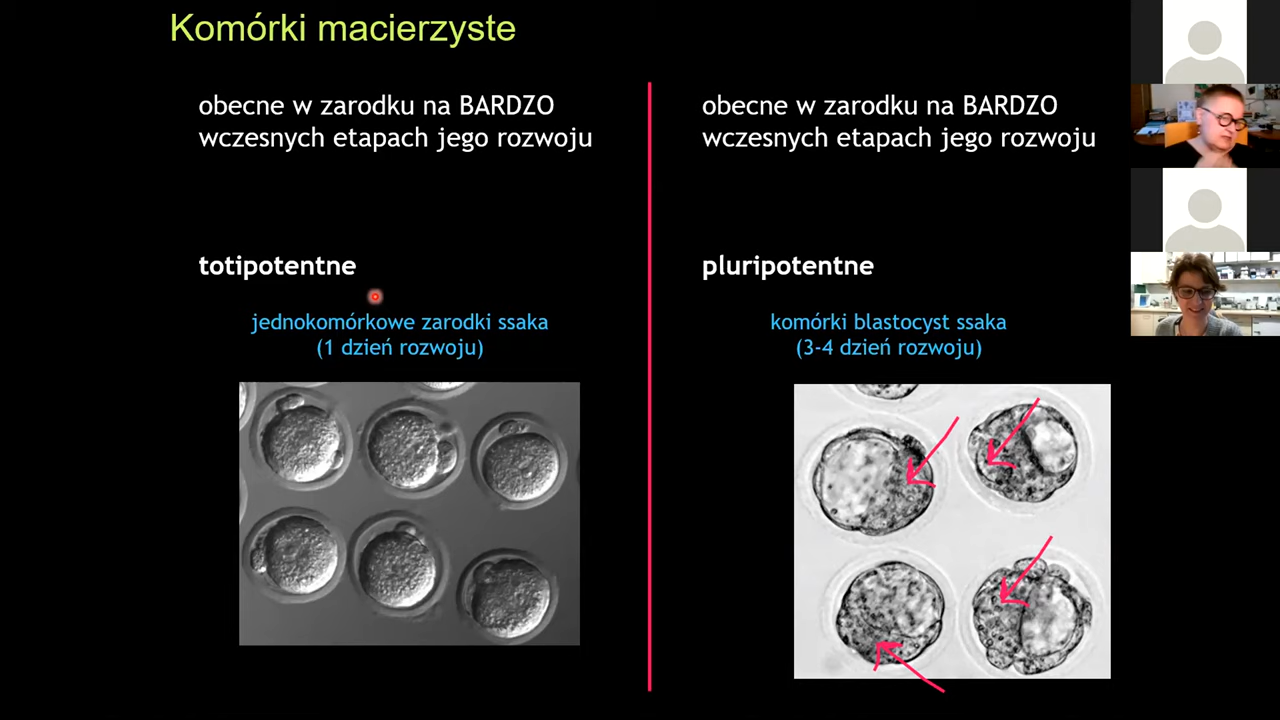 Komórki macierzyste
obecne w zarodku na BARDZO
wczesnych etapach jego rozwoju
totipotentne
jednokomórkowe zarodki ssaka
(1 dzień rozwoju)
obecne w zarodku na BARDZO
wczesnych etapach jego rozwoju
pluripotentne
komórki blastocyst ssaka
(3-4 dzień rozwoju)